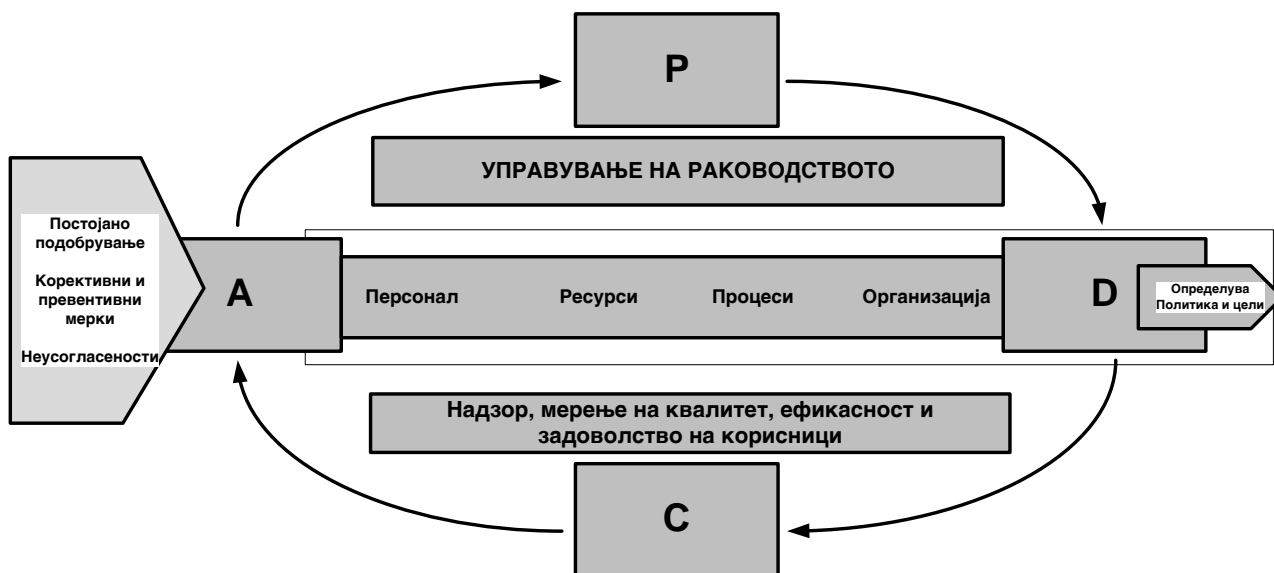 P
УПРАВУВАЊЕ НА РАКОВОДСТВОТО
Постојано
подобрување
Корективни и
превентивни
мерки
Неусогласености
A
Персонал
Ресурси
Процеси
Организација
D
Определува
Политика и цели
Надзор, мерење на квалитет, ефикасност и
задоволство на корисници
C